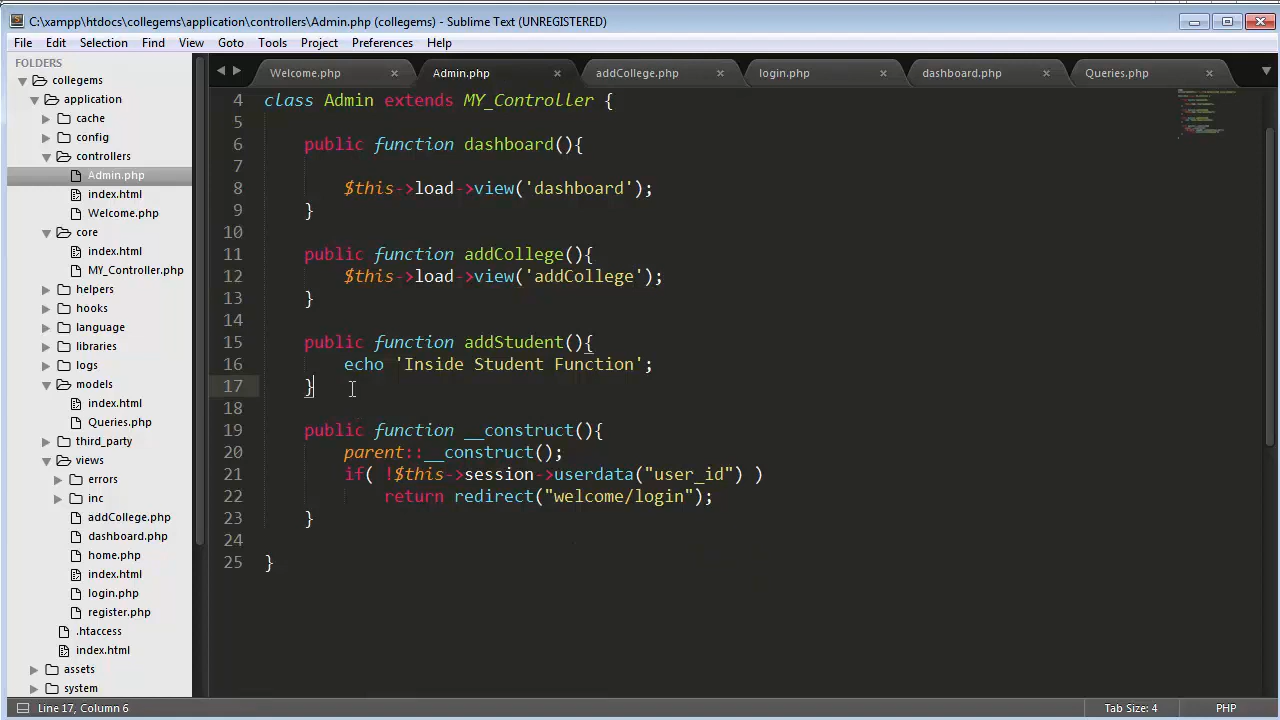 C:\xampp\htdocs\collegems\application\controllers\Admin.php (collegems) - Sublime Text (UNREGISTERED)
File Edit Selection Find View Goto Tools Project Preferences Help
FOLDERS
collegems
application
cache
config
controllers
Admin.php
index.html
Welcome.php
core
index.html
MY_Controller.php
helpers
hooks
language
libraries
logs
models
index.html
Queries.php
third_party
views
errors
inc
addCollege.php
dashboard.php
home.php
index.html
login.php
register.php
.htaccess
index.html
assets
system
Welcome.php Admin.php addCollege.php login.php dashboard.php Queries.php
4 class Admin extends MY_Controller {
5
6 public function dashboard(){
7
8 $this->load->view('dashboard');
9 }
10
11 public function addCollege(){
12 $this->load->view('addCollege');
13 }
14
15 public function addStudent(){
16 echo 'Inside Student Function';
17 }
18
19 public function __construct(){
20 parent::__construct();
21 if( !$this->session->userdata("user_id") )
22 return redirect("welcome/login");
23 }
24
25 }
Line 17, Column 6 Tab Size: 4 PHP